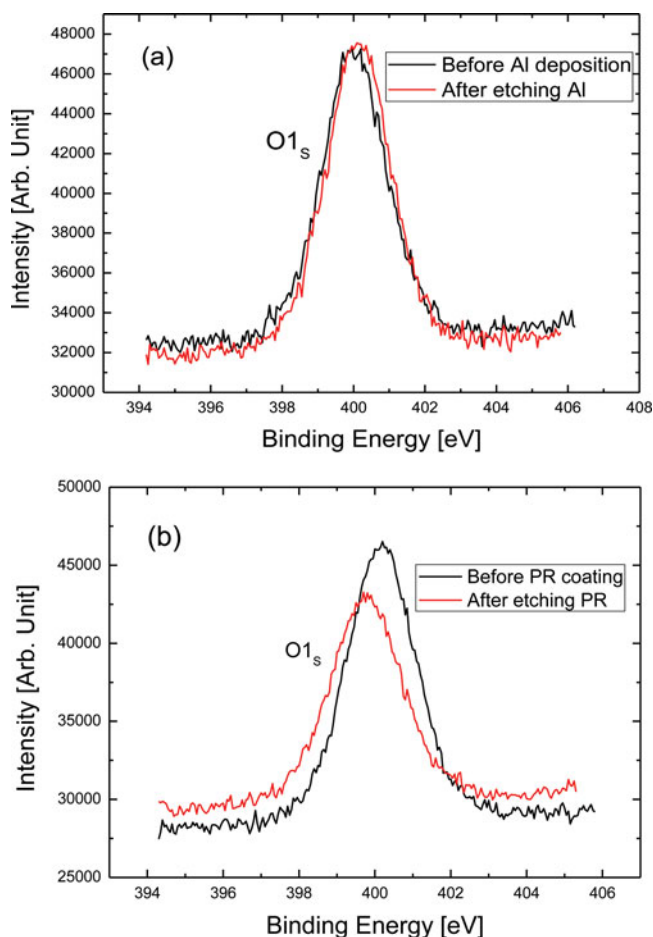 (a)
Before Al deposition
After etching Al
O1s
Intensity [Arb. Unit]
48000
46000
44000
42000
40000
38000
36000
34000
32000
30000
394 396 398 400 402 404 406 408
Binding Energy [eV]
(b)
Before PR coating
After etching PR
O1s
Intensity [Arb. Unit]
50000
45000
40000
35000
30000
25000
394 396 398 400 402 404 406
Binding Energy [eV]